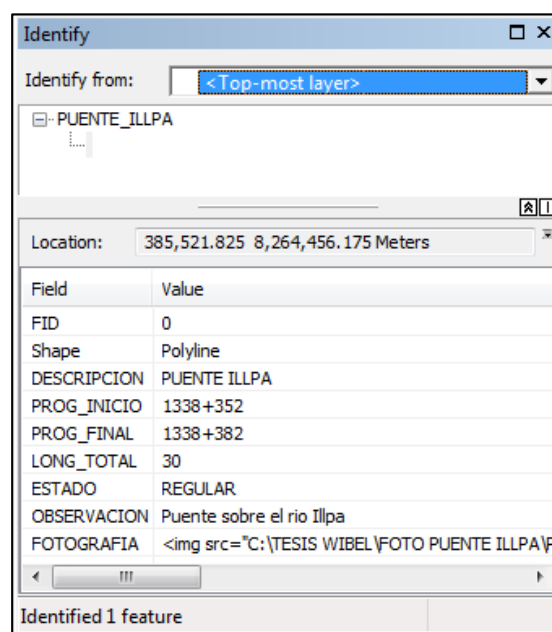 Identify
Identify from: <Top-most layer>
PUENTE_ILLPA
Location: 385,521.825 8,264,456.175 Meters
Field Value
FID 0
Shape Polyline
DESCRIPCION PUENTE ILLPA
PROG_INICIO 1338+352
PROG_FINAL 1338+382
LONG_TOTAL 30
ESTADO REGULAR
OBSERVACION Puente sobre el rio Illpa
FOTOGRAFIA <img src="C:\TESIS WIBEL\FOTO PUENTE ILLPA\
Identified 1 feature